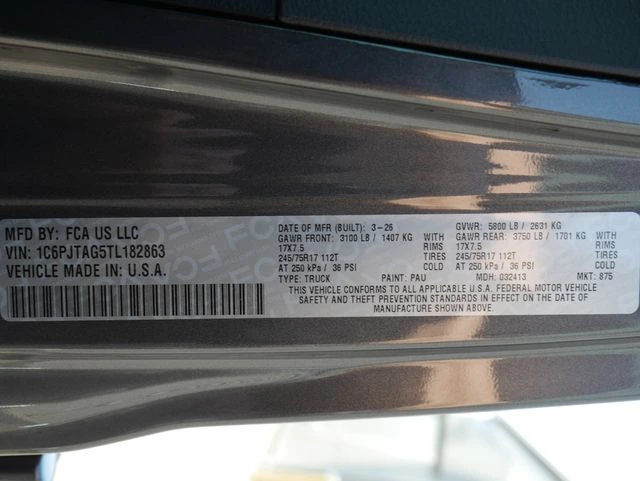 MFD BY: FCA US LLC
VIN: 1C6PJTAG5TL182863
VEHICLE MADE IN: U.S.A.
DATE OF MFR (BUILT): 3-26 GVWR: 5800 LB / 2631 KG
GAWR FRONT: 3100 LB / 1407 KG WITH GAWR REAR: 3750 LB / 1701 KG WITH
17X7.5 RIMS 17X7.5 RIMS
245/75R17 112T TIRES 245/75R17 112T TIRES
AT 250 kPa / 36 PSI COLD AT 250 kPa / 36 PSI COLD
TYPE: TRUCK PAINT: PAU MDH: 032413 MKT: 875
THIS VEHICLE CONFORMS TO ALL APPLICABLE U.S.A. FEDERAL MOTOR VEHICLE
SAFETY AND THEFT PREVENTION STANDARDS IN EFFECT ON THE DATE OF
MANUFACTURE SHOWN ABOVE.